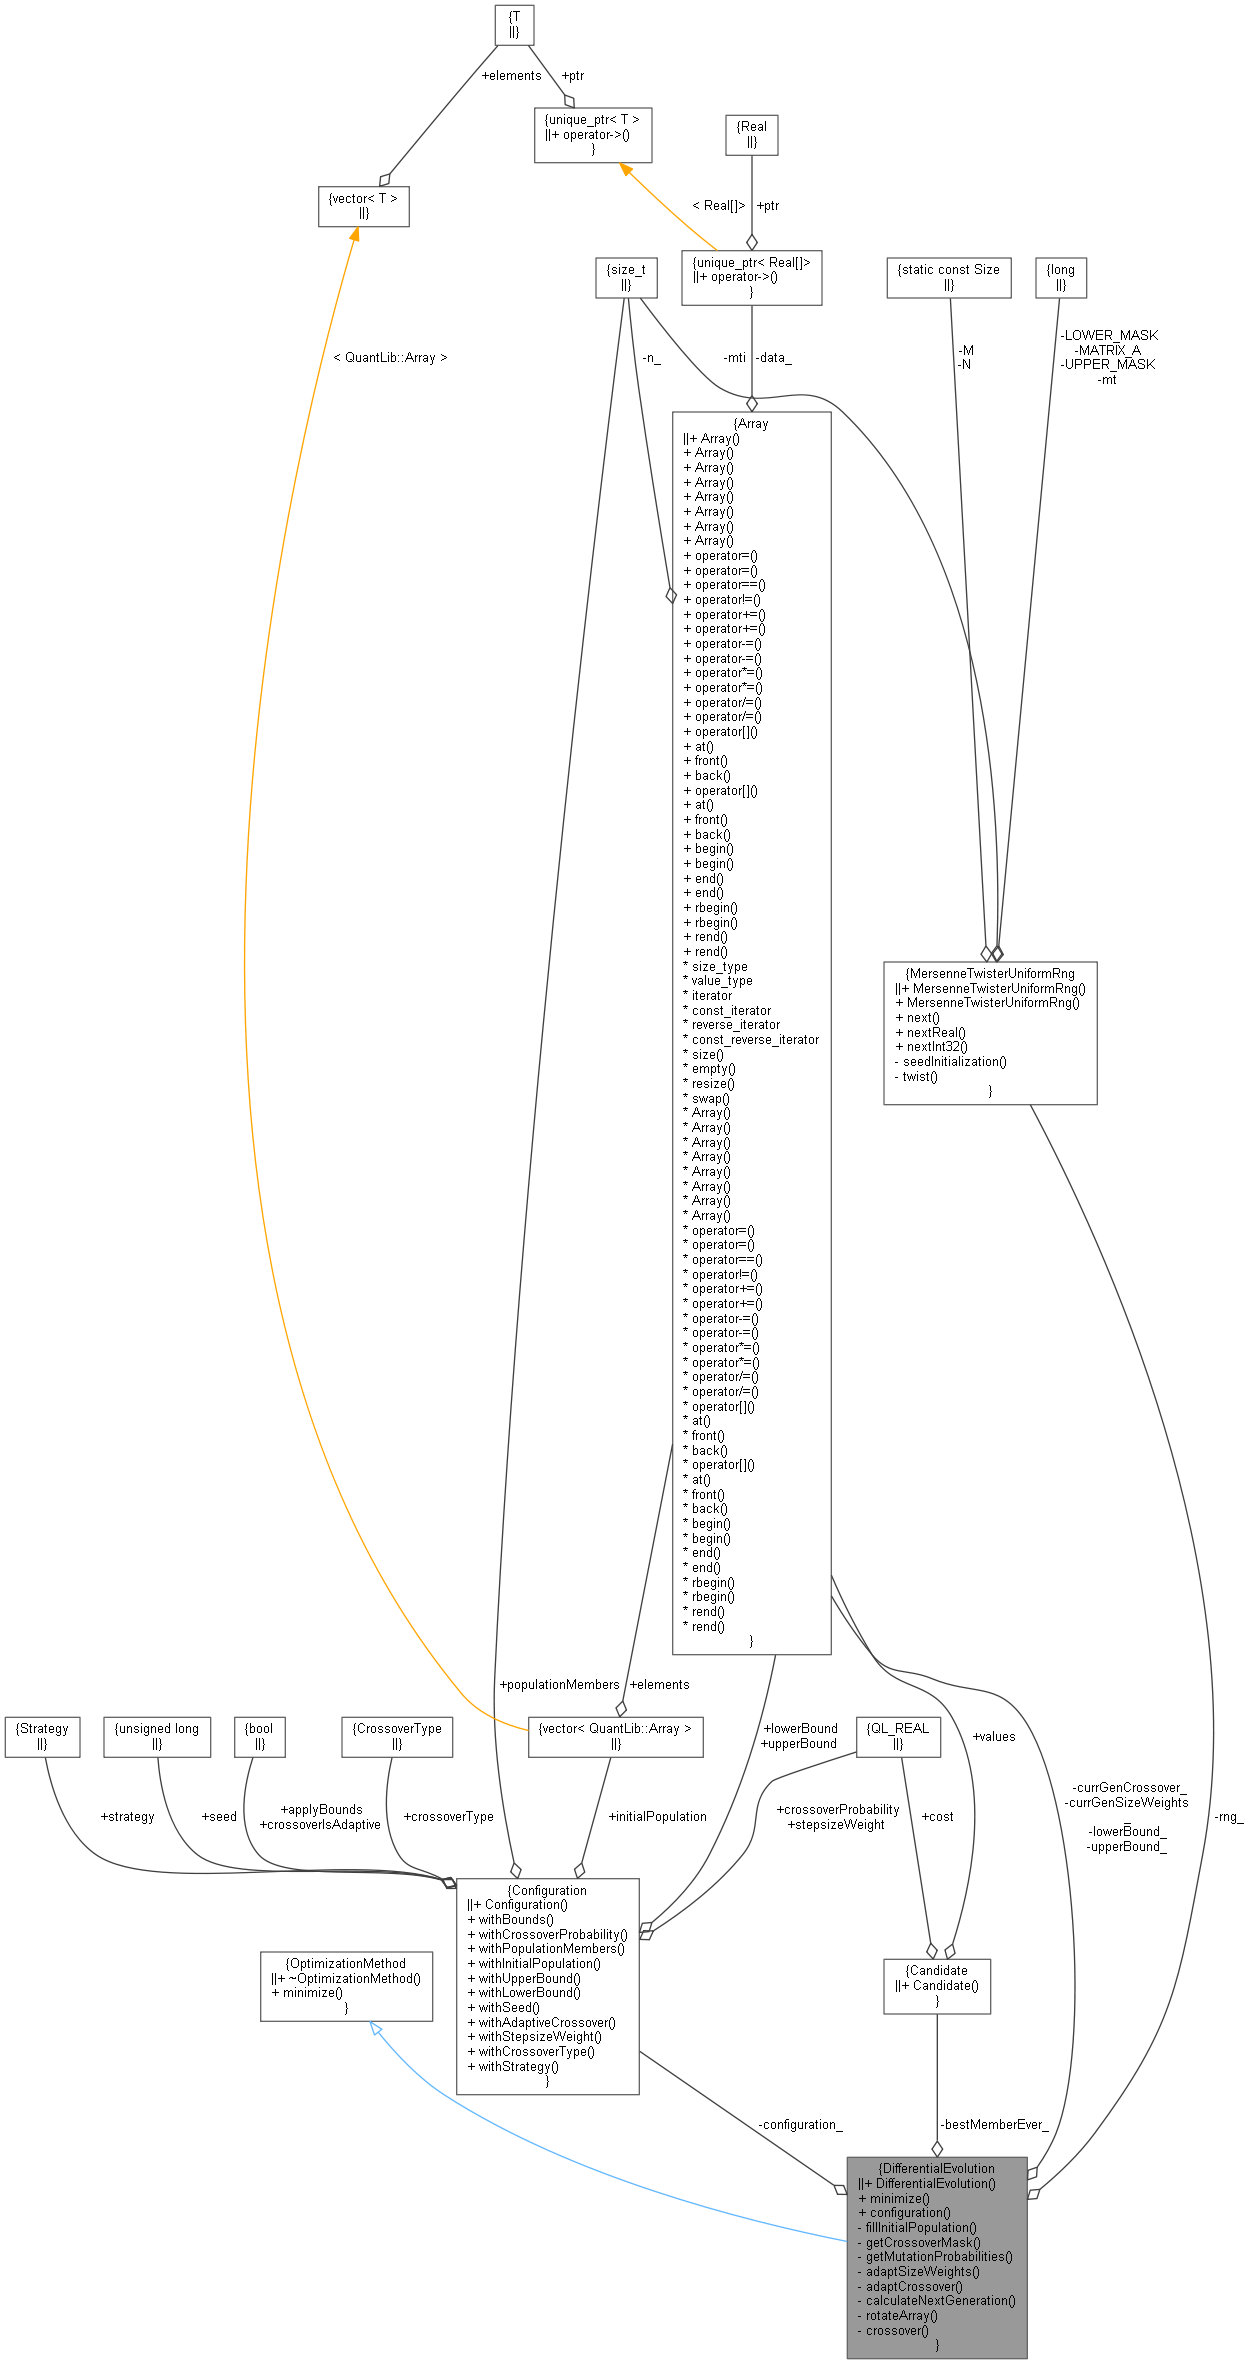 {T
||}
+elements
+ptr
{unique_ptr< T >
||+ operator->()
}
{Real
||}
{vector< T >
||}
< Real[]>
+ptr
{size_t
||}
{unique_ptr< Real[]>
||+ operator->()
}
{static const Size
||}
{long
||}
< QuantLib::Array >
-n_
-mti
-data_
-M
-N
-LOWER_MASK
-MATRIX_A
-UPPER_MASK
-mt
{Array
||+ Array()
+ Array()
+ Array()
+ Array()
+ Array()
+ Array()
+ Array()
+ Array()
+ operator=()
+ operator=()
+ operator==()
+ operator!=()
+ operator+=()
+ operator+=()
+ operator-=()
+ operator-=()
+ operator*=()
+ operator*=()
+ operator/=()
+ operator/=()
+ operator[]()
+ at()
+ front()
+ back()
+ operator[]()
+ at()
+ front()
+ back()
+ begin()
+ begin()
+ end()
+ end()
+ rbegin()
+ rbegin()
+ rend()
+ rend()
* size_type
* value_type
* iterator
* const_iterator
* reverse_iterator
* const_reverse_iterator
* size()
* empty()
* resize()
* swap()
* Array()
* Array()
* Array()
* Array()
* Array()
* Array()
* Array()
* Array()
* operator=()
* operator=()
* operator==()
* operator!=()
* operator+=()
* operator+=()
* operator-=()
* operator-=()
* operator*=()
* operator*=()
* operator/=()
* operator/=()
* operator[]()
* at()
* front()
* back()
* operator[]()
* at()
* front()
* back()
* begin()
* begin()
* end()
* end()
* rbegin()
* rbegin()
* rend()
* rend()
}
{MersenneTwisterUniformRng
||+ MersenneTwisterUniformRng()
+ MersenneTwisterUniformRng()
+ next()
+ nextReal()
+ nextInt32()
- seedInitialization()
- twist()
}
+populationMembers
+elements
{Strategy
||}
{unsigned long
||}
{bool
||}
{CrossoverType
||}
{vector< QuantLib::Array >
||}
+lowerBound
+upperBound
{QL_REAL
||}
+values
+strategy
+seed
+applyBounds
+crossoverIsAdaptive
+crossoverType
+initialPopulation
+crossoverProbability
+stepsizeWeight
+cost
-currGenCrossover_
-currGenSizeWeights
_
-lowerBound_
-upperBound_
-rng_
{Configuration
||+ Configuration()
+ withBounds()
+ withCrossoverProbability()
+ withPopulationMembers()
+ withInitialPopulation()
+ withUpperBound()
+ withLowerBound()
+ withSeed()
+ withAdaptiveCrossover()
+ withStepsizeWeight()
+ withCrossoverType()
+ withStrategy()
}
{OptimizationMethod
||+ ~OptimizationMethod()
+ minimize()
}
{Candidate
||+ Candidate()
}
-configuration_
-bestMemberEver_
{DifferentialEvolution
||+ DifferentialEvolution()
+ minimize()
+ configuration()
- fillInitialPopulation()
- getCrossoverMask()
- getMutationProbabilities()
- adaptSizeWeights()
- adaptCrossover()
- calculateNextGeneration()
- rotateArray()
- crossover()
}